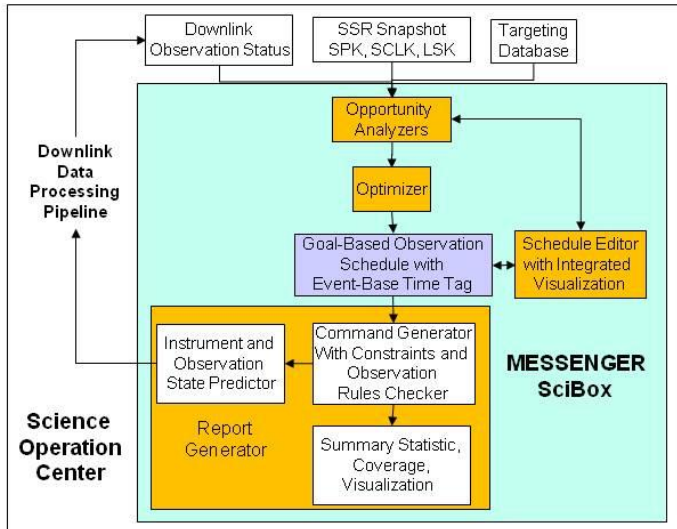 Downlink
Observation Status
SSR Snapshot
SPK, SCLK, LSK
Targeting
Database
Opportunity
Analyzers
Downlink
Data
Processing
Pipeline
Optimizer
Goal-Based Observation
Schedule with
Event-Base Time Tag
Schedule Editor
with Integrated
Visualization
Instrument and
Observation
State Predictor
Command Generator
With Constraints and
Observation
Rules Checker
MESSENGER
SciBox
Science
Operation
Center
Report
Generator
Summary Statistic,
Coverage,
Visualization